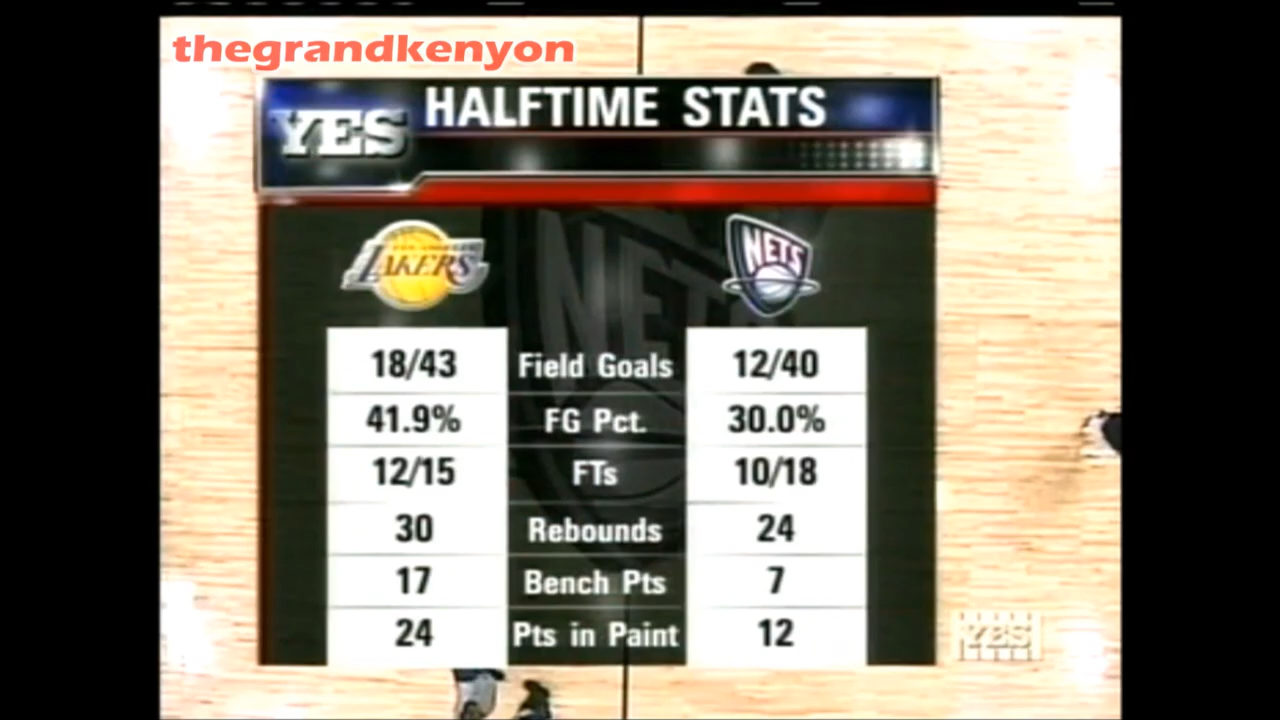 thegrandkenyon
YES HALFTIME STATS
LAKERS NETS
18/43 Field Goals 12/40
41.9% FG Pct. 30.0%
12/15 FTs 10/18
30 Rebounds 24
17 Bench Pts 7
24 Pts in Paint 12
YES